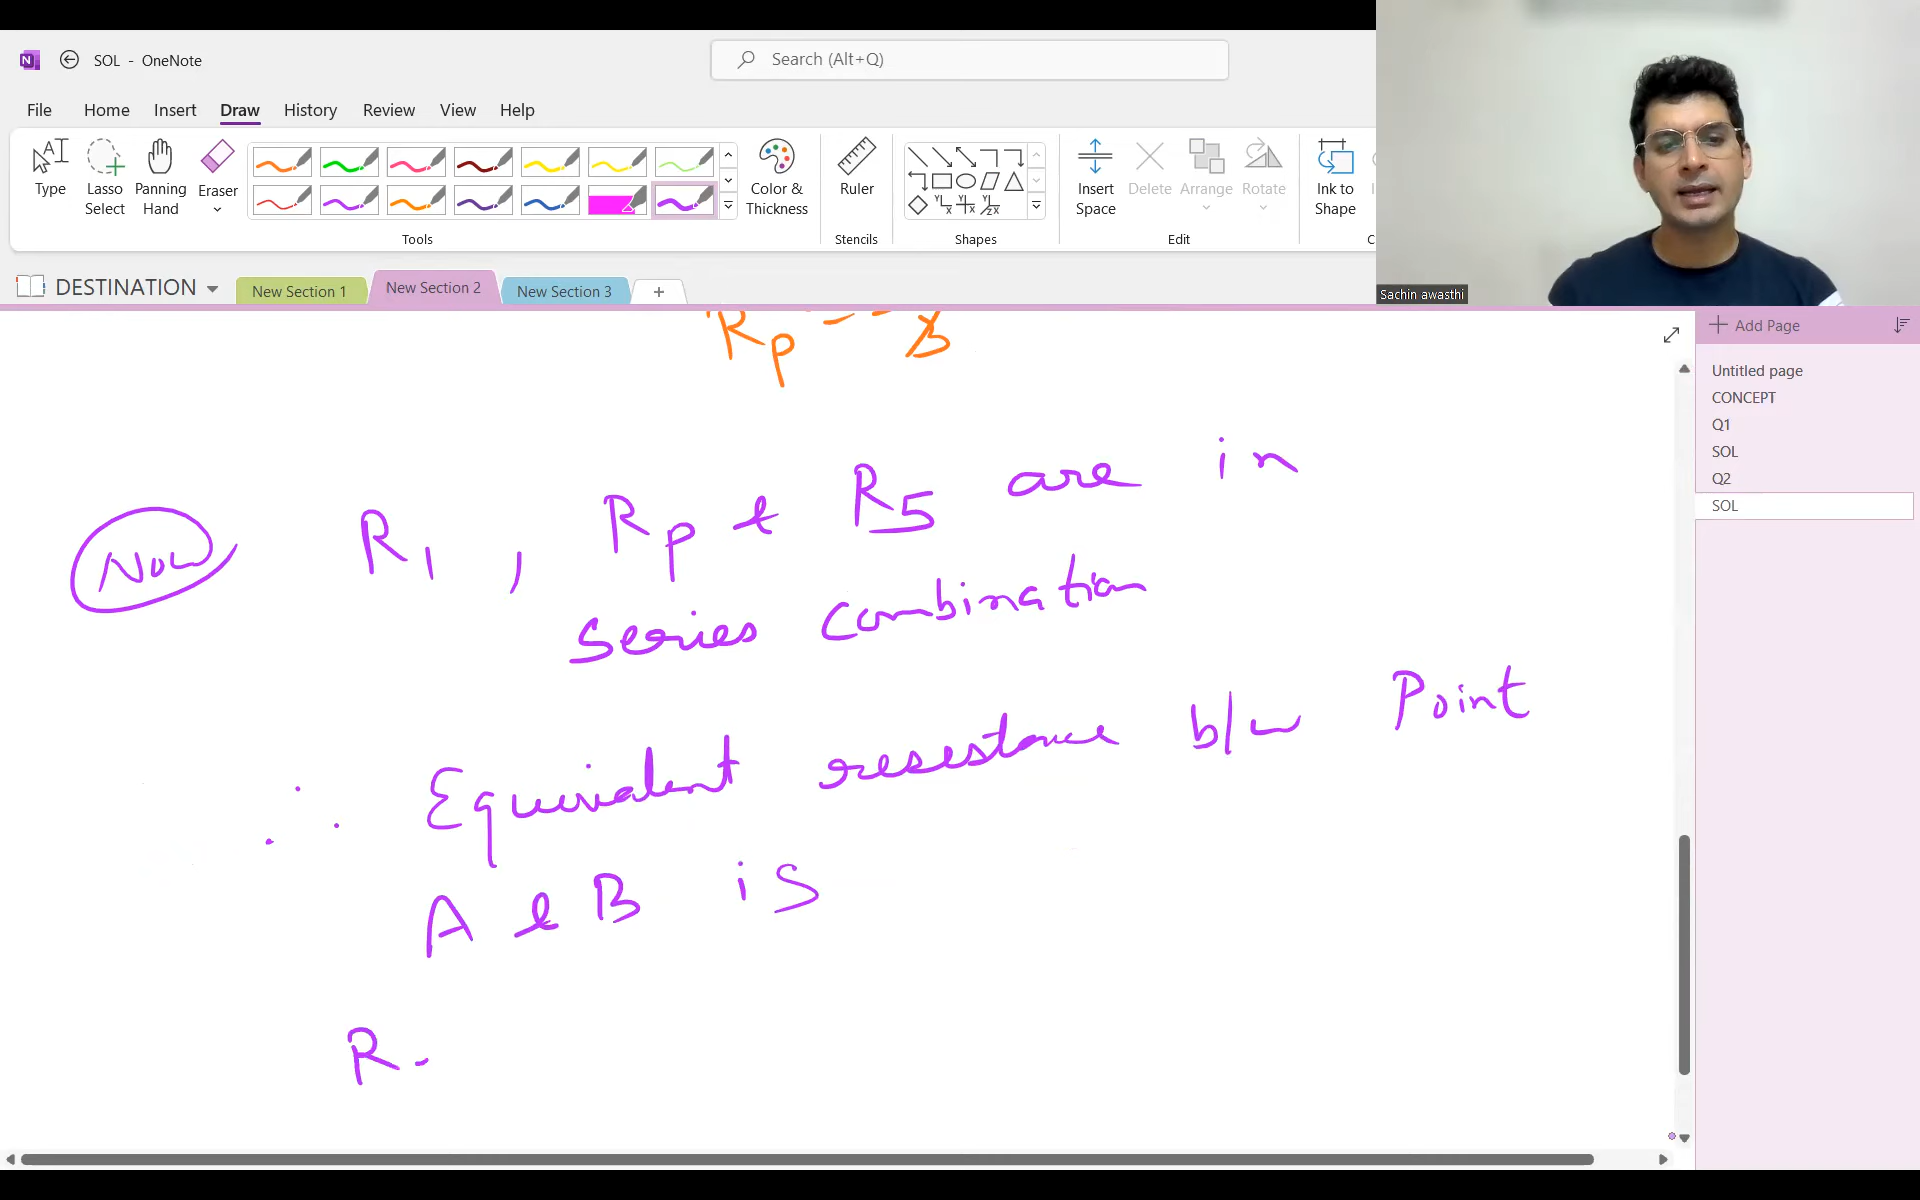 SOL - OneNote
Search (Alt+Q)
File Home Insert Draw History Review View Help
Type
Lasso Select
Panning Hand
Eraser
Color & Thickness
Ruler
Insert Space
Delete
Arrange
Rotate
Ink to Shape
Tools
Stencils
Shapes
Edit
DESTINATION
New Section 1
New Section 2
New Section 3
Sachin awasthi
Add Page
Untitled page
CONCEPT
Q1
SOL
Q2
SOL
Rp
Now R1 , Rp & R5 are in
series combination
∴ Equivalent resestance b/w Point
A & B is
R